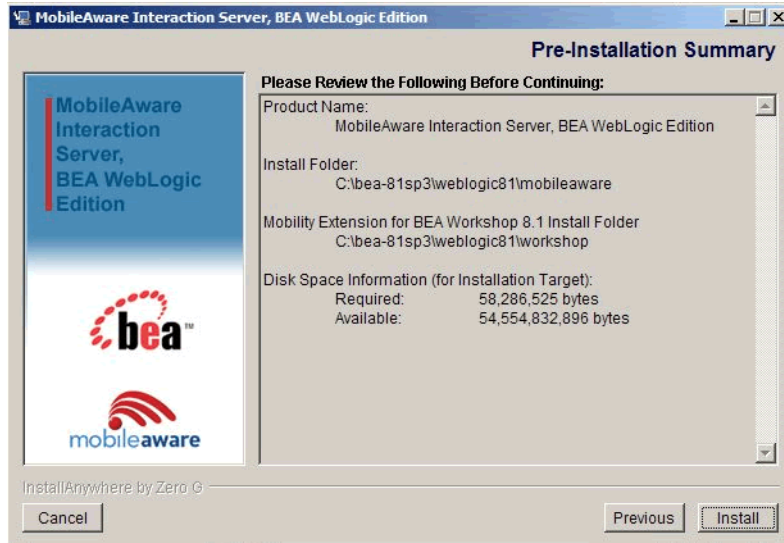 MobileAware Interaction Server, BEA WebLogic Edition
Pre-Installation Summary
MobileAware
Interaction
Server,
BEA WebLogic
Edition
bea™
mobileaware
Please Review the Following Before Continuing:
Product Name:
MobileAware Interaction Server, BEA WebLogic Edition
Install Folder:
C:\bea-81sp3\weblogic81\mobileaware
Mobility Extension for BEA Workshop 8.1 Install Folder
C:\bea-81sp3\weblogic81\workshop
Disk Space Information (for Installation Target):
Required: 58,286,525 bytes
Available: 54,554,832,896 bytes
InstallAnywhere by Zero G
Cancel Previous Install